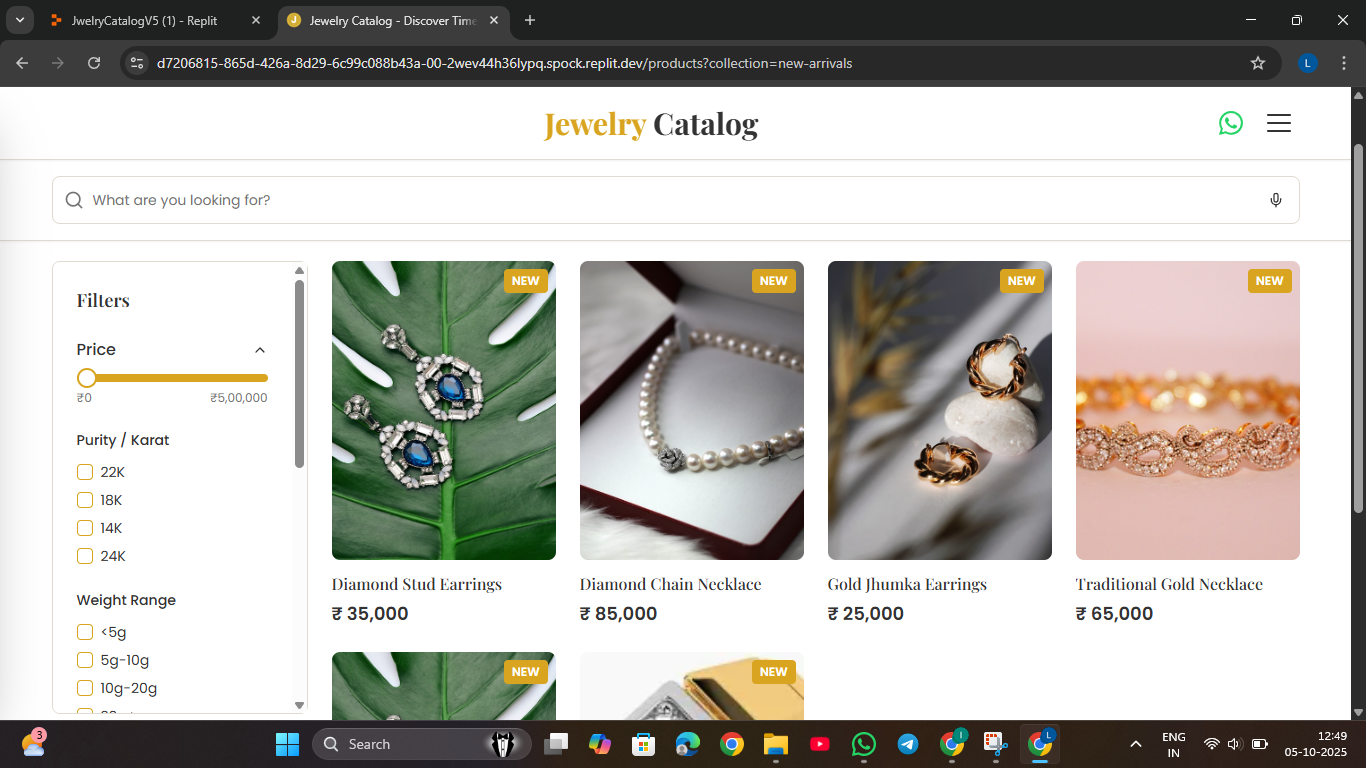 JwelryCatalogV5 (1) - Replit
Jewelry Catalog - Discover Time
d7206815-865d-426a-8d29-6c99c088b43a-00-2wev44h36lypq.spock.replit.dev/products?collection=new-arrivals
L
Jewelry Catalog
What are you looking for?
Filters
Price
₹0 ₹5,00,000
Purity / Karat
22K
18K
14K
24K
Weight Range
<5g
5g-10g
10g-20g
NEW
NEW
NEW
NEW
Diamond Stud Earrings
₹ 35,000
Diamond Chain Necklace
₹ 85,000
Gold Jhumka Earrings
₹ 25,000
Traditional Gold Necklace
₹ 65,000
NEW
NEW
3
Search
I
L
ENG
IN
12:49
05-10-2025